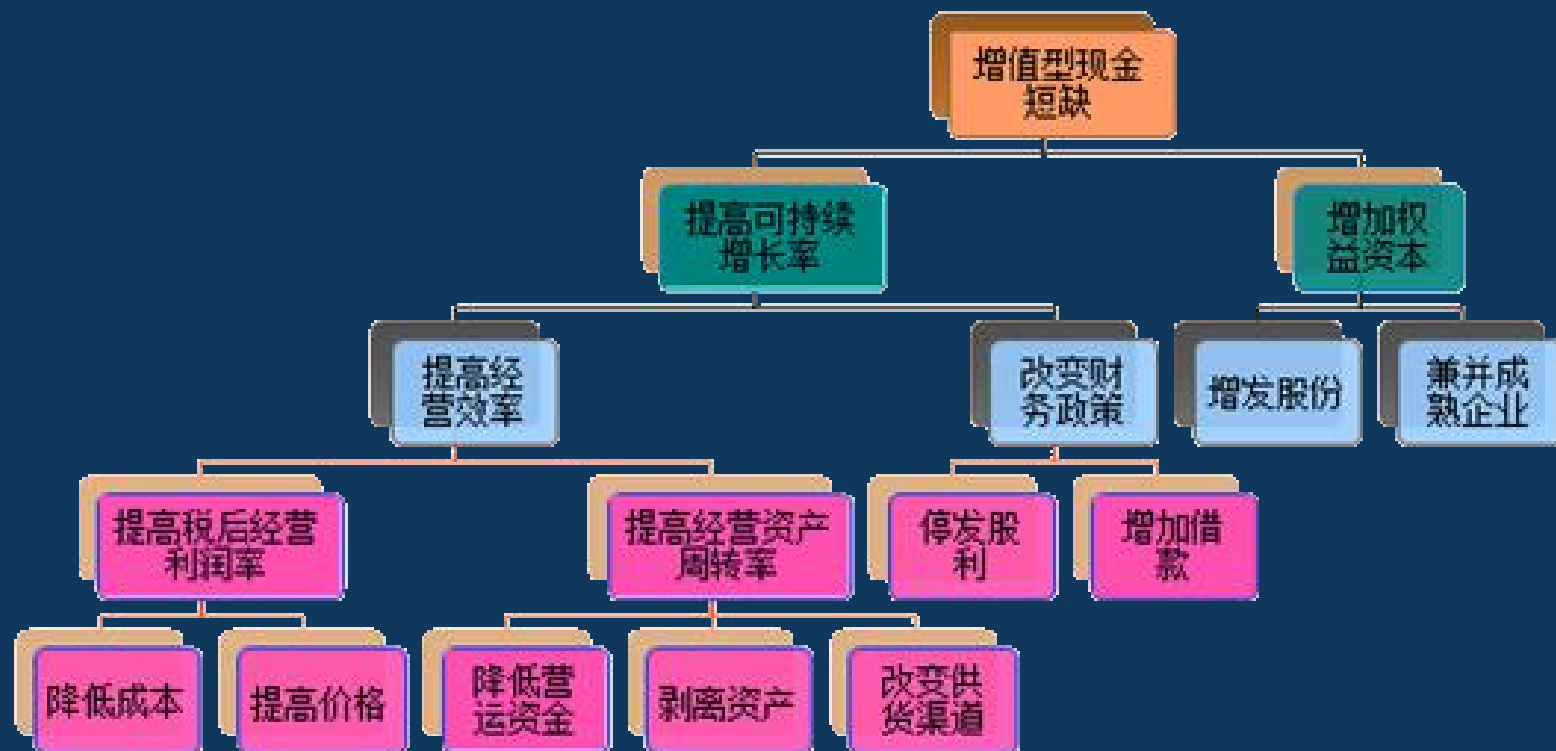 增值型现金
短缺
提高可持续
增长率
增加权
益资本
提高经
营效率
改变财
务政策
增发股份
兼并成
熟企业
提高税后经营
利润率
提高经营资产
周转率
停发股
利
增加借
款
降低成本
提高价格
降低营
运资金
剥离资产
改变供
货渠道